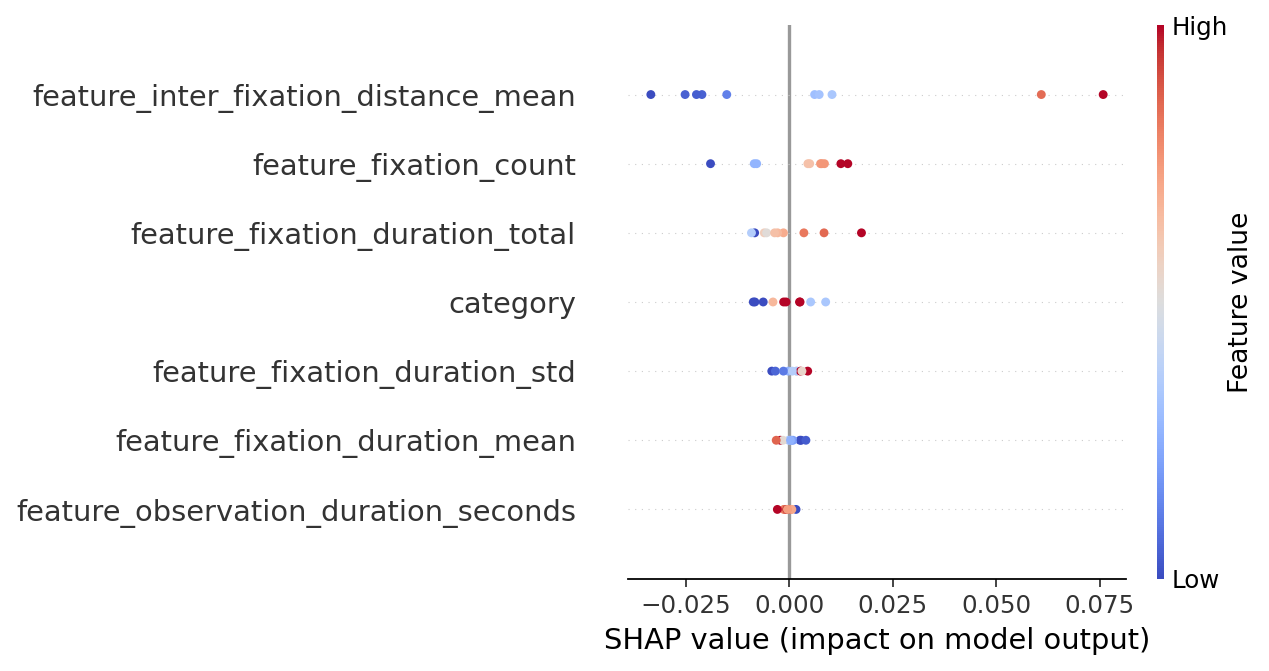 High
feature_inter_fixation_distance_mean
feature_fixation_count
feature_fixation_duration_total
category
feature_fixation_duration_std
feature_fixation_duration_mean
feature_observation_duration_seconds
Feature value
Low
−0.025 0.000 0.025 0.050 0.075
SHAP value (impact on model output)